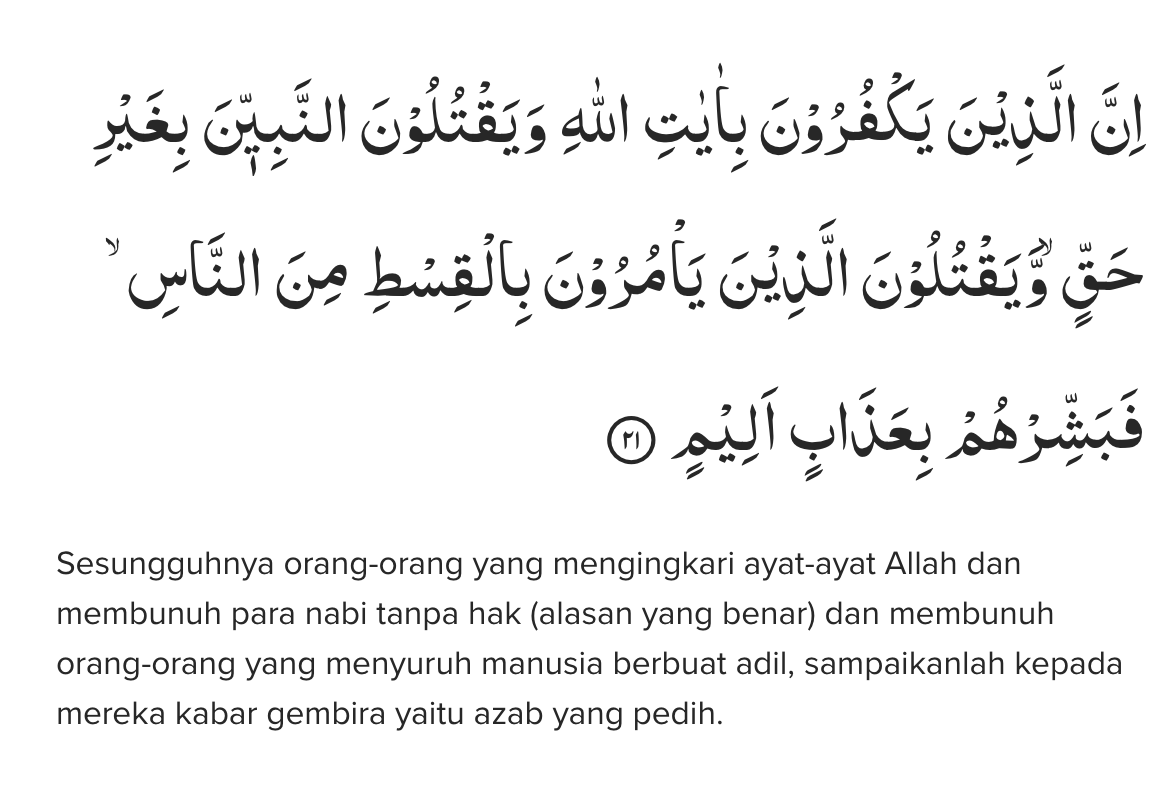 اِنَّ الَّذِيْنَ يَكْفُرُوْنَ بِاٰيٰتِ اللّٰهِ وَيَقْتُلُوْنَ النَّبِيّٖنَ بِغَيْرِ
حَقٍّۙ وَّيَقْتُلُوْنَ الَّذِيْنَ يَأْمُرُوْنَ بِالْقِسْطِ مِنَ النَّاسِۙ
فَبَشِّرْهُمْ بِعَذَابٍ اَلِيْمٍ ٢١
Sesungguhnya orang-orang yang mengingkari ayat-ayat Allah dan
membunuh para nabi tanpa hak (alasan yang benar) dan membunuh
orang-orang yang menyuruh manusia berbuat adil, sampaikanlah kepada
mereka kabar gembira yaitu azab yang pedih.